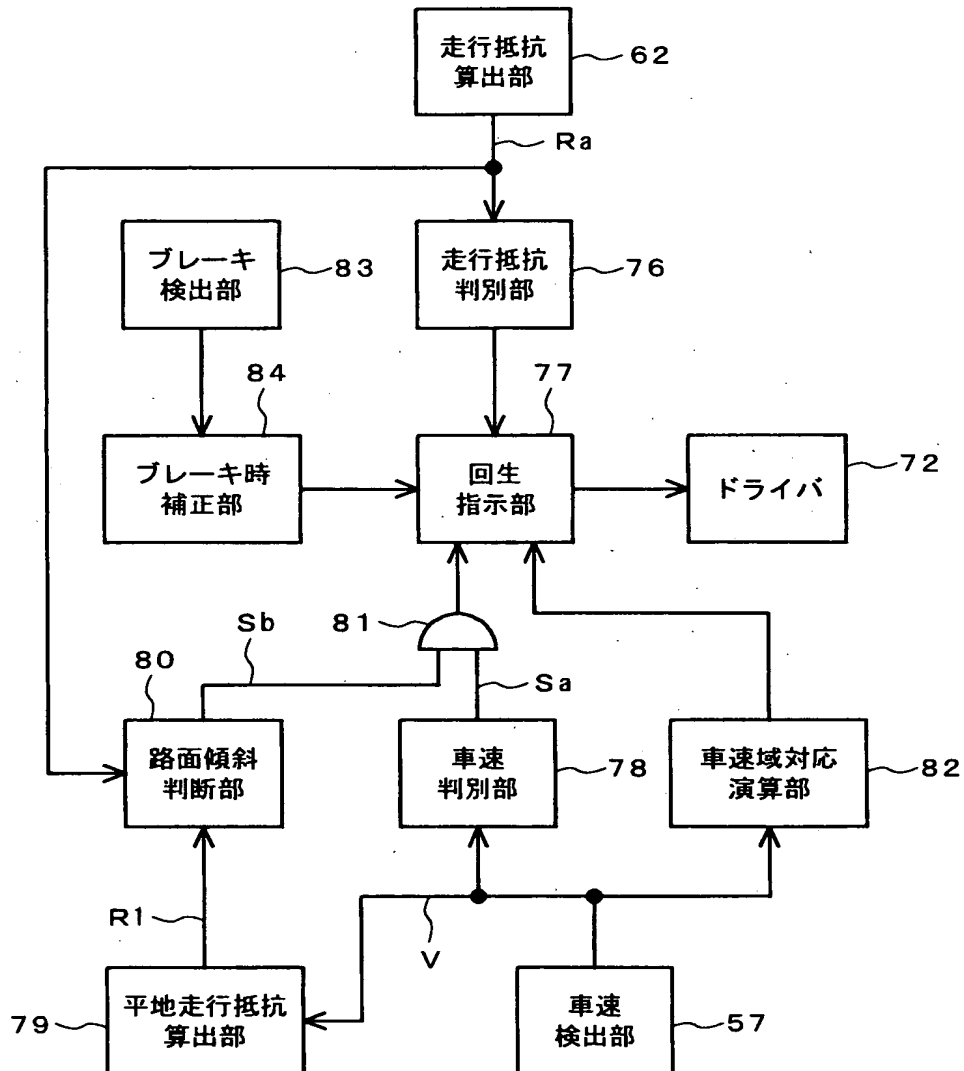 走行抵抗
算出部
62
Ra
ブレーキ
検出部
83
走行抵抗
判別部
76
84
77
ブレーキ時
補正部
回生
指示部
72
ドライバ
81
Sb
80
Sa
路面傾斜
判断部
車速
判別部
78
車速域対応
演算部
82
R1
V
79
平地走行抵抗
算出部
車速
検出部
57